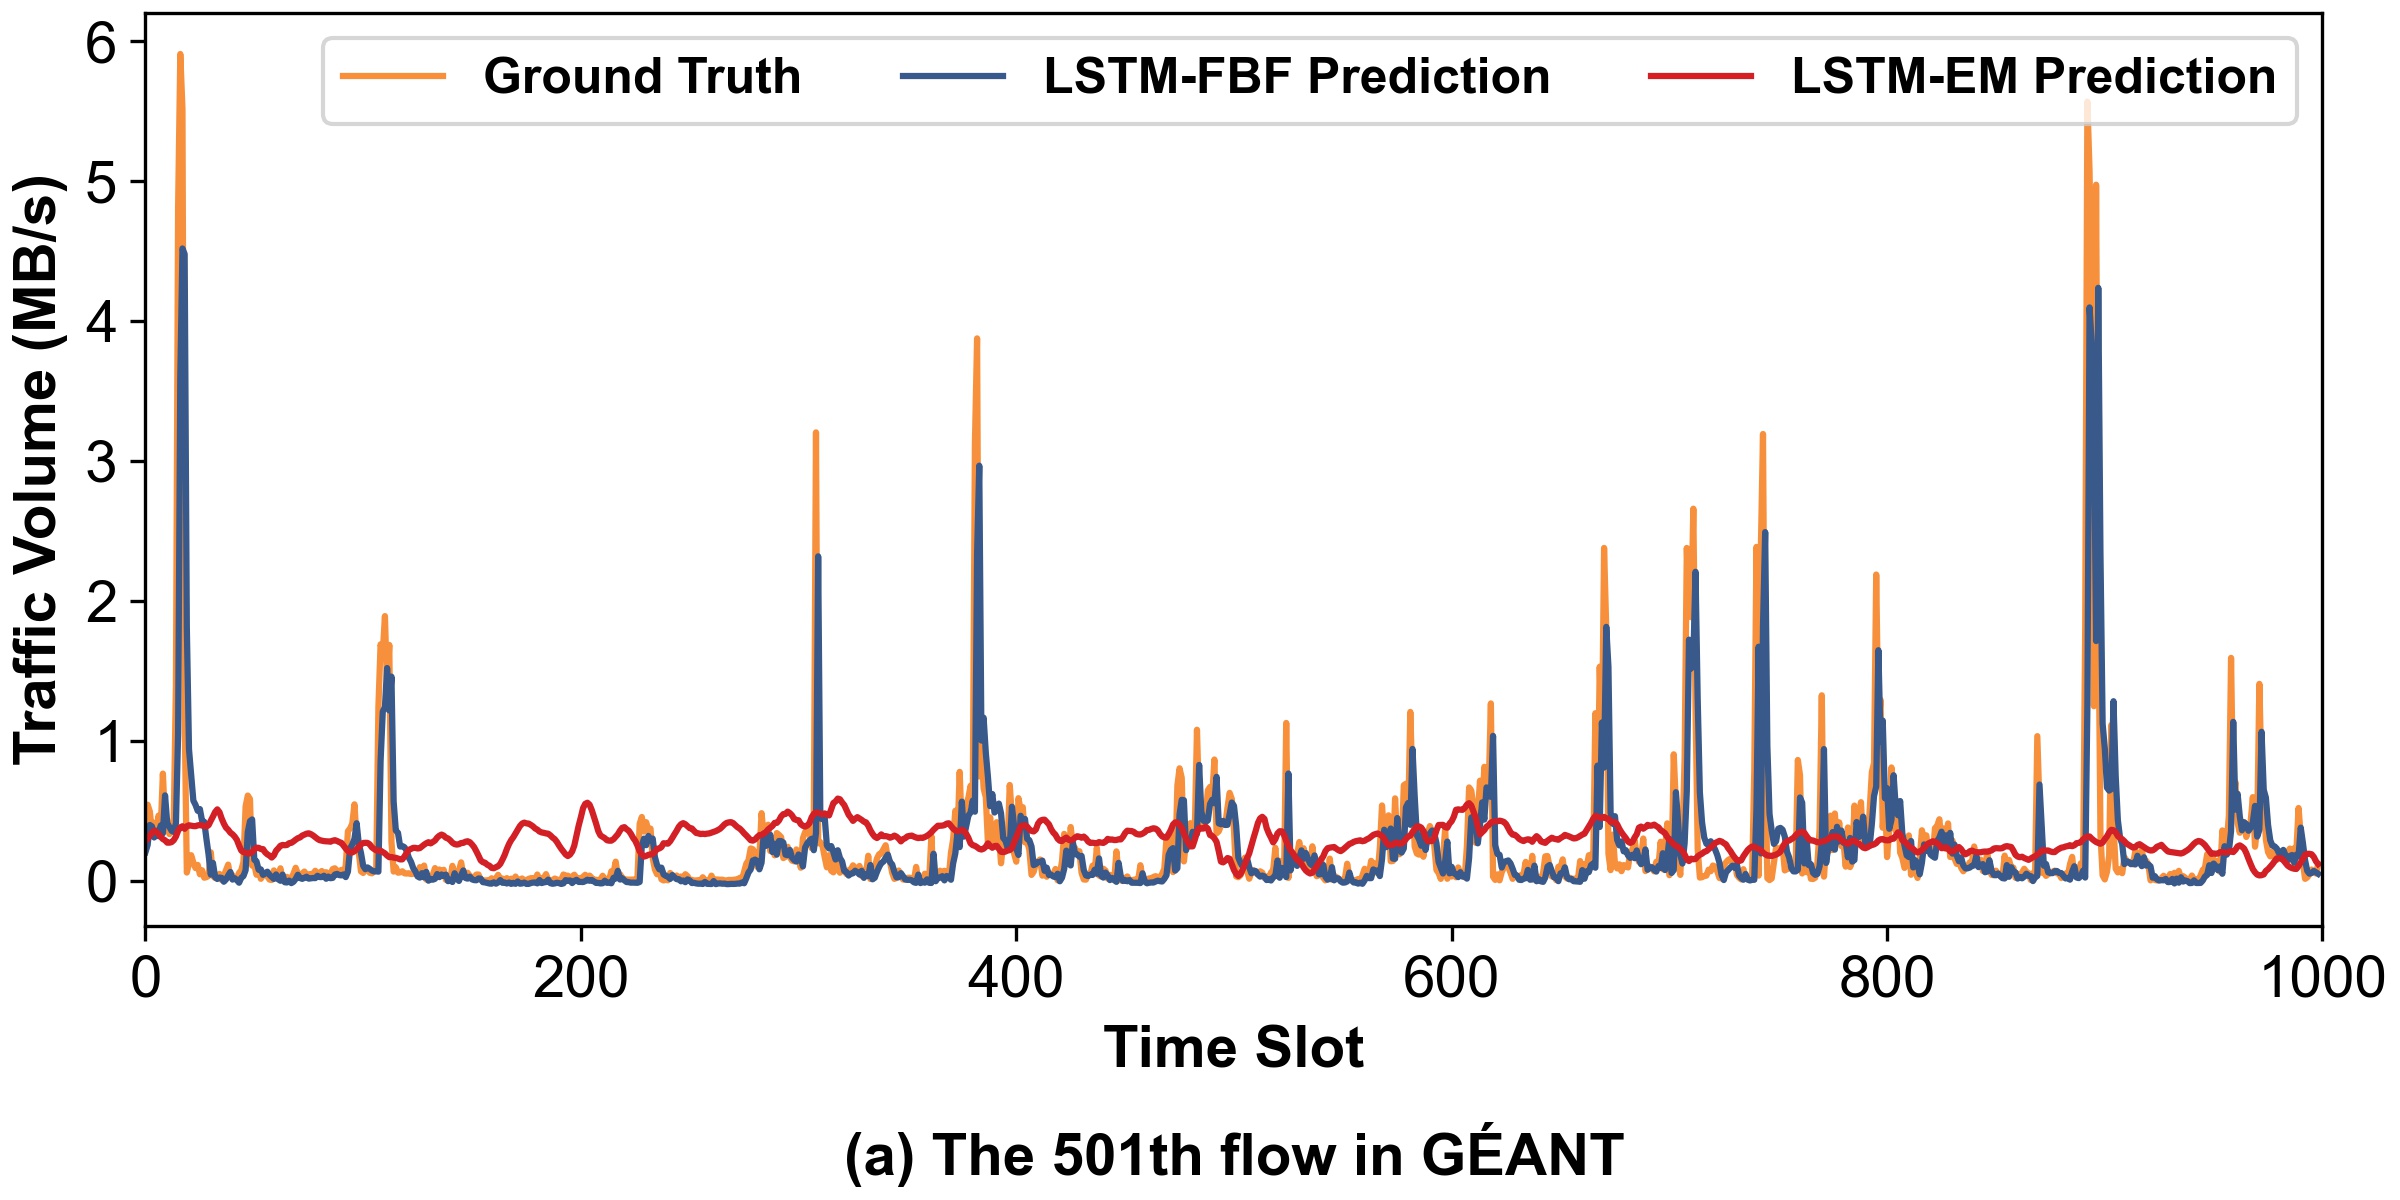 6
Ground Truth LSTM-FBF Prediction LSTM-EM Prediction
5
4
3
2
1
0
Traffic Volume (MB/s)
0 200 400 600 800 1000
Time Slot
(a) The 501th flow in GÉANT